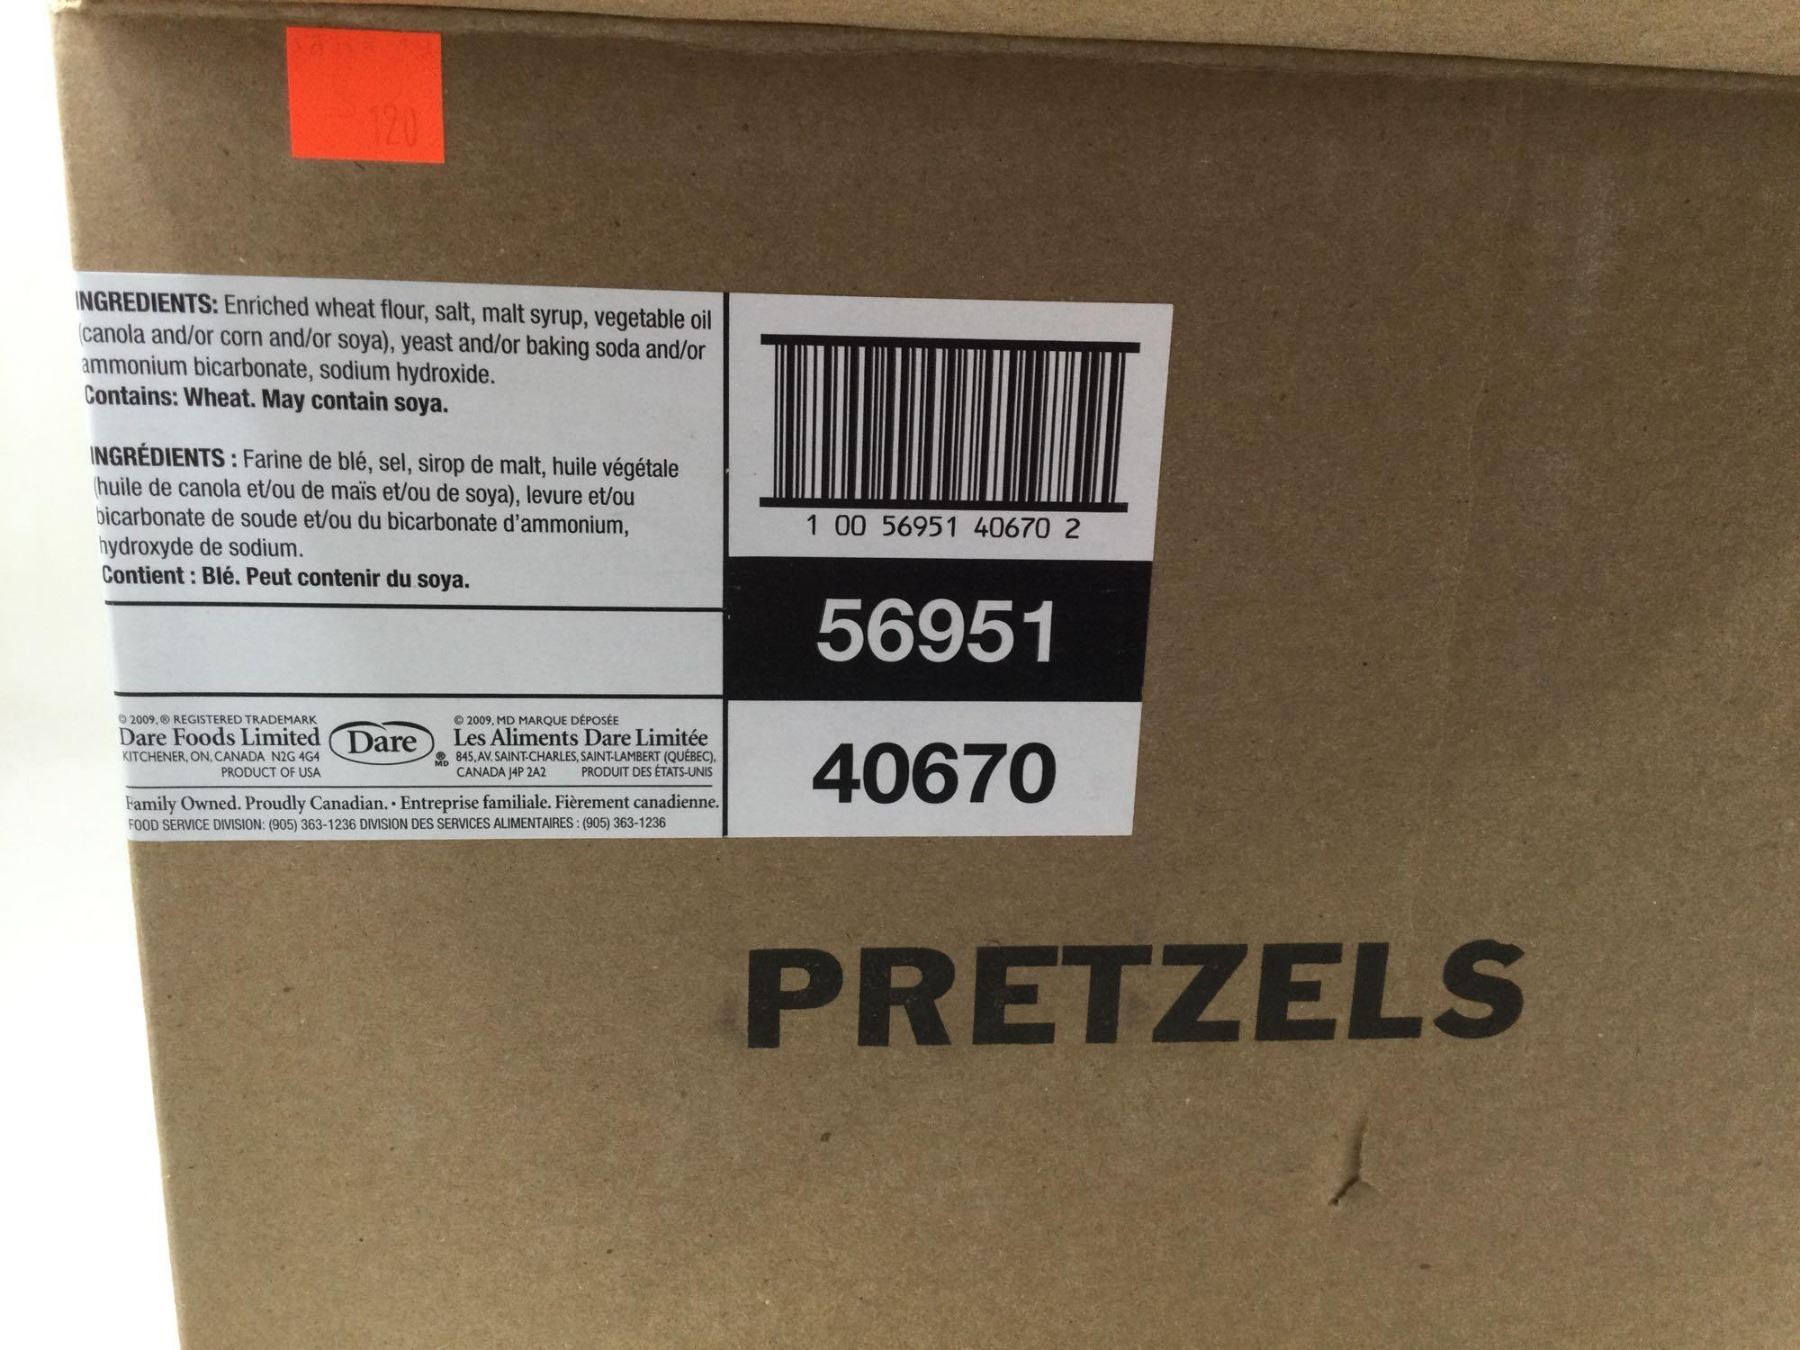 120
INGREDIENTS: Enriched wheat flour, salt, malt syrup, vegetable oil
(canola and/or corn and/or soya), yeast and/or baking soda and/or
ammonium bicarbonate, sodium hydroxide.
Contains: Wheat. May contain soya.
INGRÉDIENTS : Farine de blé, sel, sirop de malt, huile végétale
(huile de canola et/ou de maïs et/ou de soya), levure et/ou
bicarbonate de soude et/ou du bicarbonate d'ammonium,
hydroxyde de sodium.
Contient : Blé. Peut contenir du soya.
© 2009, ® REGISTERED TRADEMARK
Dare Foods Limited
KITCHENER, ON, CANADA N2G 4G4
PRODUCT OF USA
Dare
® MD
© 2009, MD MARQUE DÉPOSÉE
Les Aliments Dare Limitée
845, AV. SAINT-CHARLES, SAINT-LAMBERT (QUÉBEC),
CANADA J4P 2A2 PRODUIT DES ÉTATS-UNIS
Family Owned. Proudly Canadian. • Entreprise familiale. Fièrement canadienne.
FOOD SERVICE DIVISION: (905) 363-1236 DIVISION DES SERVICES ALIMENTAIRES : (905) 363-1236
1 00 56951 40670 2
56951
40670
PRETZELS